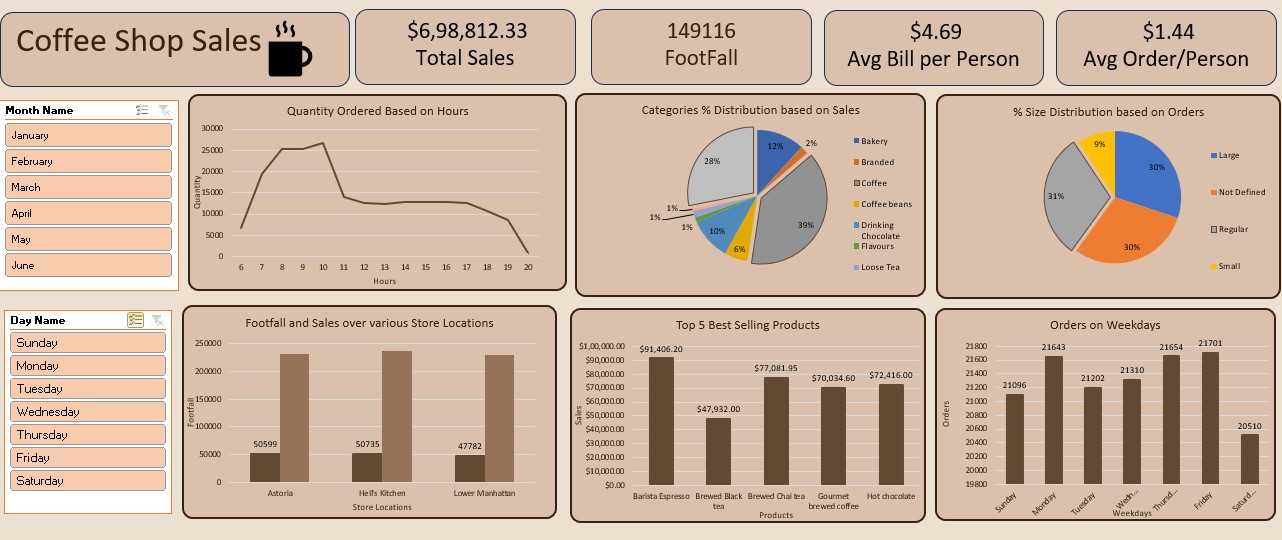 Coffee Shop Sales
$6,98,812.33
Total Sales
149116
FootFall
$4.69
Avg Bill per Person
$1.44
Avg Order/Person
Month Name
January
February
March
April
May
June
Quantity Ordered Based on Hours
30000
25000
20000
15000
10000
5000
0
Quantity
6 7 8 9 10 11 12 13 14 15 16 17 18 19 20
Hours
Categories % Distribution based on Sales
12%
2%
39%
6%
10%
1%
1%
1%
28%
Bakery
Branded
Coffee
Coffee beans
Drinking
Chocolate
Flavours
Loose Tea
% Size Distribution based on Orders
30%
30%
31%
9%
Large
Not Defined
Regular
Small
Day Name
Sunday
Monday
Tuesday
Wednesday
Thursday
Friday
Saturday
Footfall and Sales over various Store Locations
250000
200000
150000
100000
50000
0
Footfall
50599
50735
47782
Astoria Hell's Kitchen Lower Manhattan
Store Locations
Top 5 Best Selling Products
$1,00,000.00
$90,000.00
$80,000.00
$70,000.00
$60,000.00
$50,000.00
$40,000.00
$30,000.00
$20,000.00
$10,000.00
$0.00
Sales
$91,406.20
$47,932.00
$77,081.95
$70,034.60
$72,416.00
Barista Espresso
Brewed Black
tea
Brewed Chai tea
Gourmet
brewed coffee
Hot chocolate
Products
Orders on Weekdays
21800
21600
21400
21200
21000
20800
20600
20400
20200
20000
19800
Orders
21096
21643
21202
21310
21654
21701
20510
Sunday
Monday
Tuesday
Wedn...
Thursd...
Friday
Saturd...
Weekdays